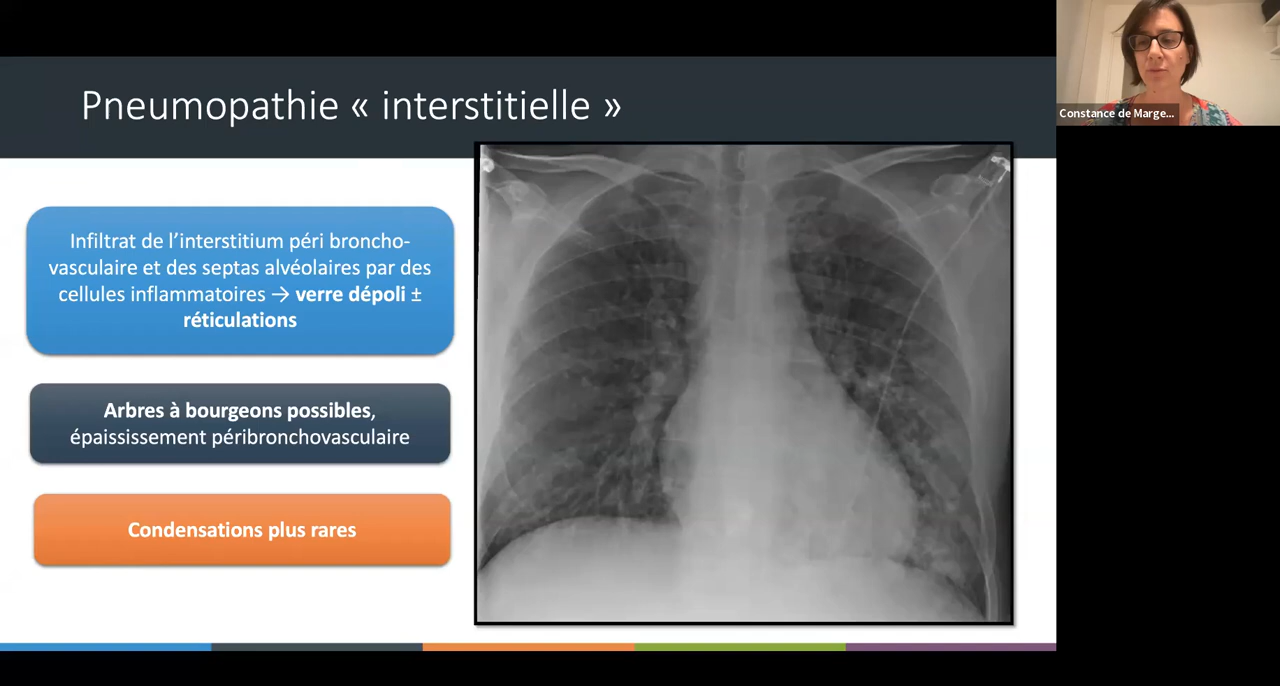 Pneumopathie « interstitielle »
Constance de Marge...
Infiltrat de l’interstitium péri broncho-
vasculaire et des septas alvéolaires par des
cellules inflammatoires → verre dépoli ±
réticulations
Arbres à bourgeons possibles,
épaississement péribronchovasculaire
Condensations plus rares